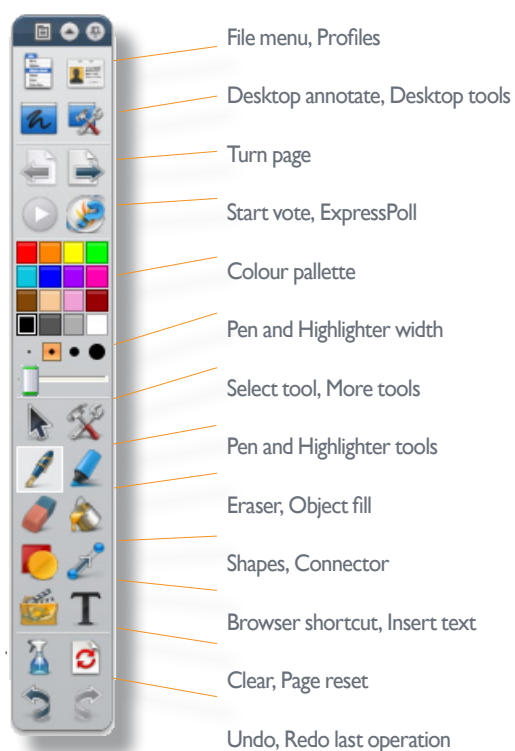 File menu, Profiles
Desktop annotate, Desktop tools
Turn page
Start vote, ExpressPoll
Colour pallette
Pen and Highlighter width
Select tool, More tools
Pen and Highlighter tools
Eraser, Object fill
Shapes, Connector
Browser shortcut, Insert text
Clear, Page reset
Undo, Redo last operation